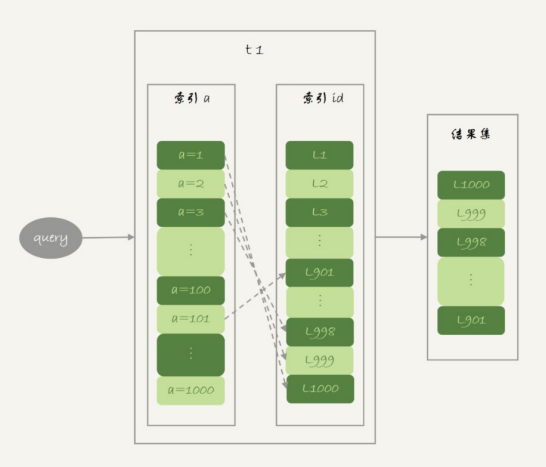 t1
索引 a
索引 id
结果集
query
a=1
a=2
a=3
⋮
a=100
a=101
⋮
a=1000
L1
L2
L3
⋮
L901
⋮
L998
L999
L1000
L1000
L999
L998
⋮
L901